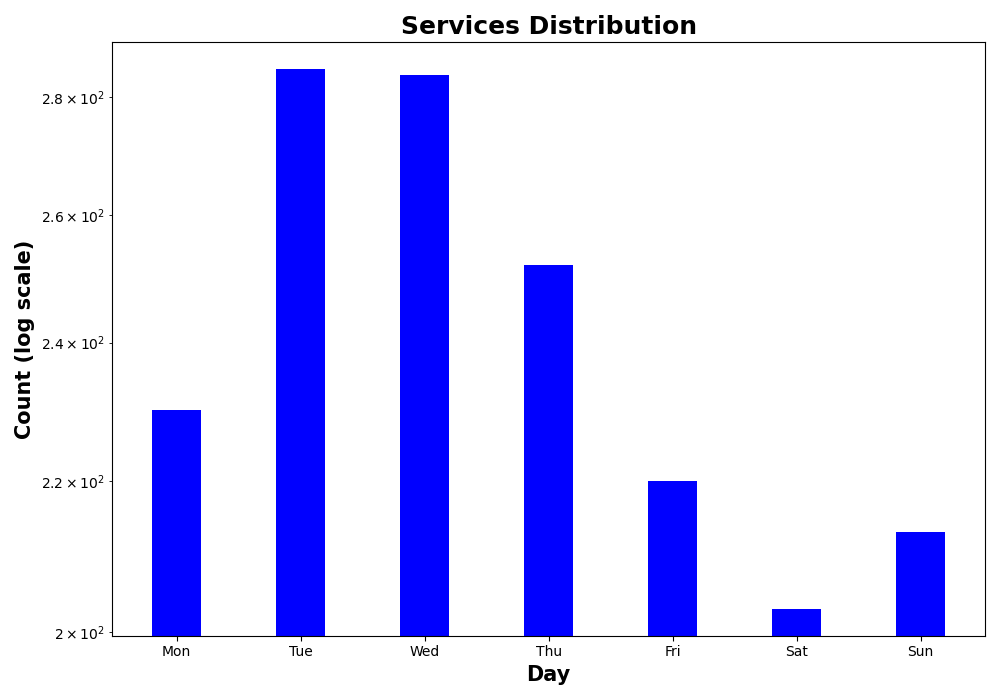 Services Distribution
Count (log scale)
2.8 × 10²
2.6 × 10²
2.4 × 10²
2.2 × 10²
2 × 10²
Mon Tue Wed Thu Fri Sat Sun
Day